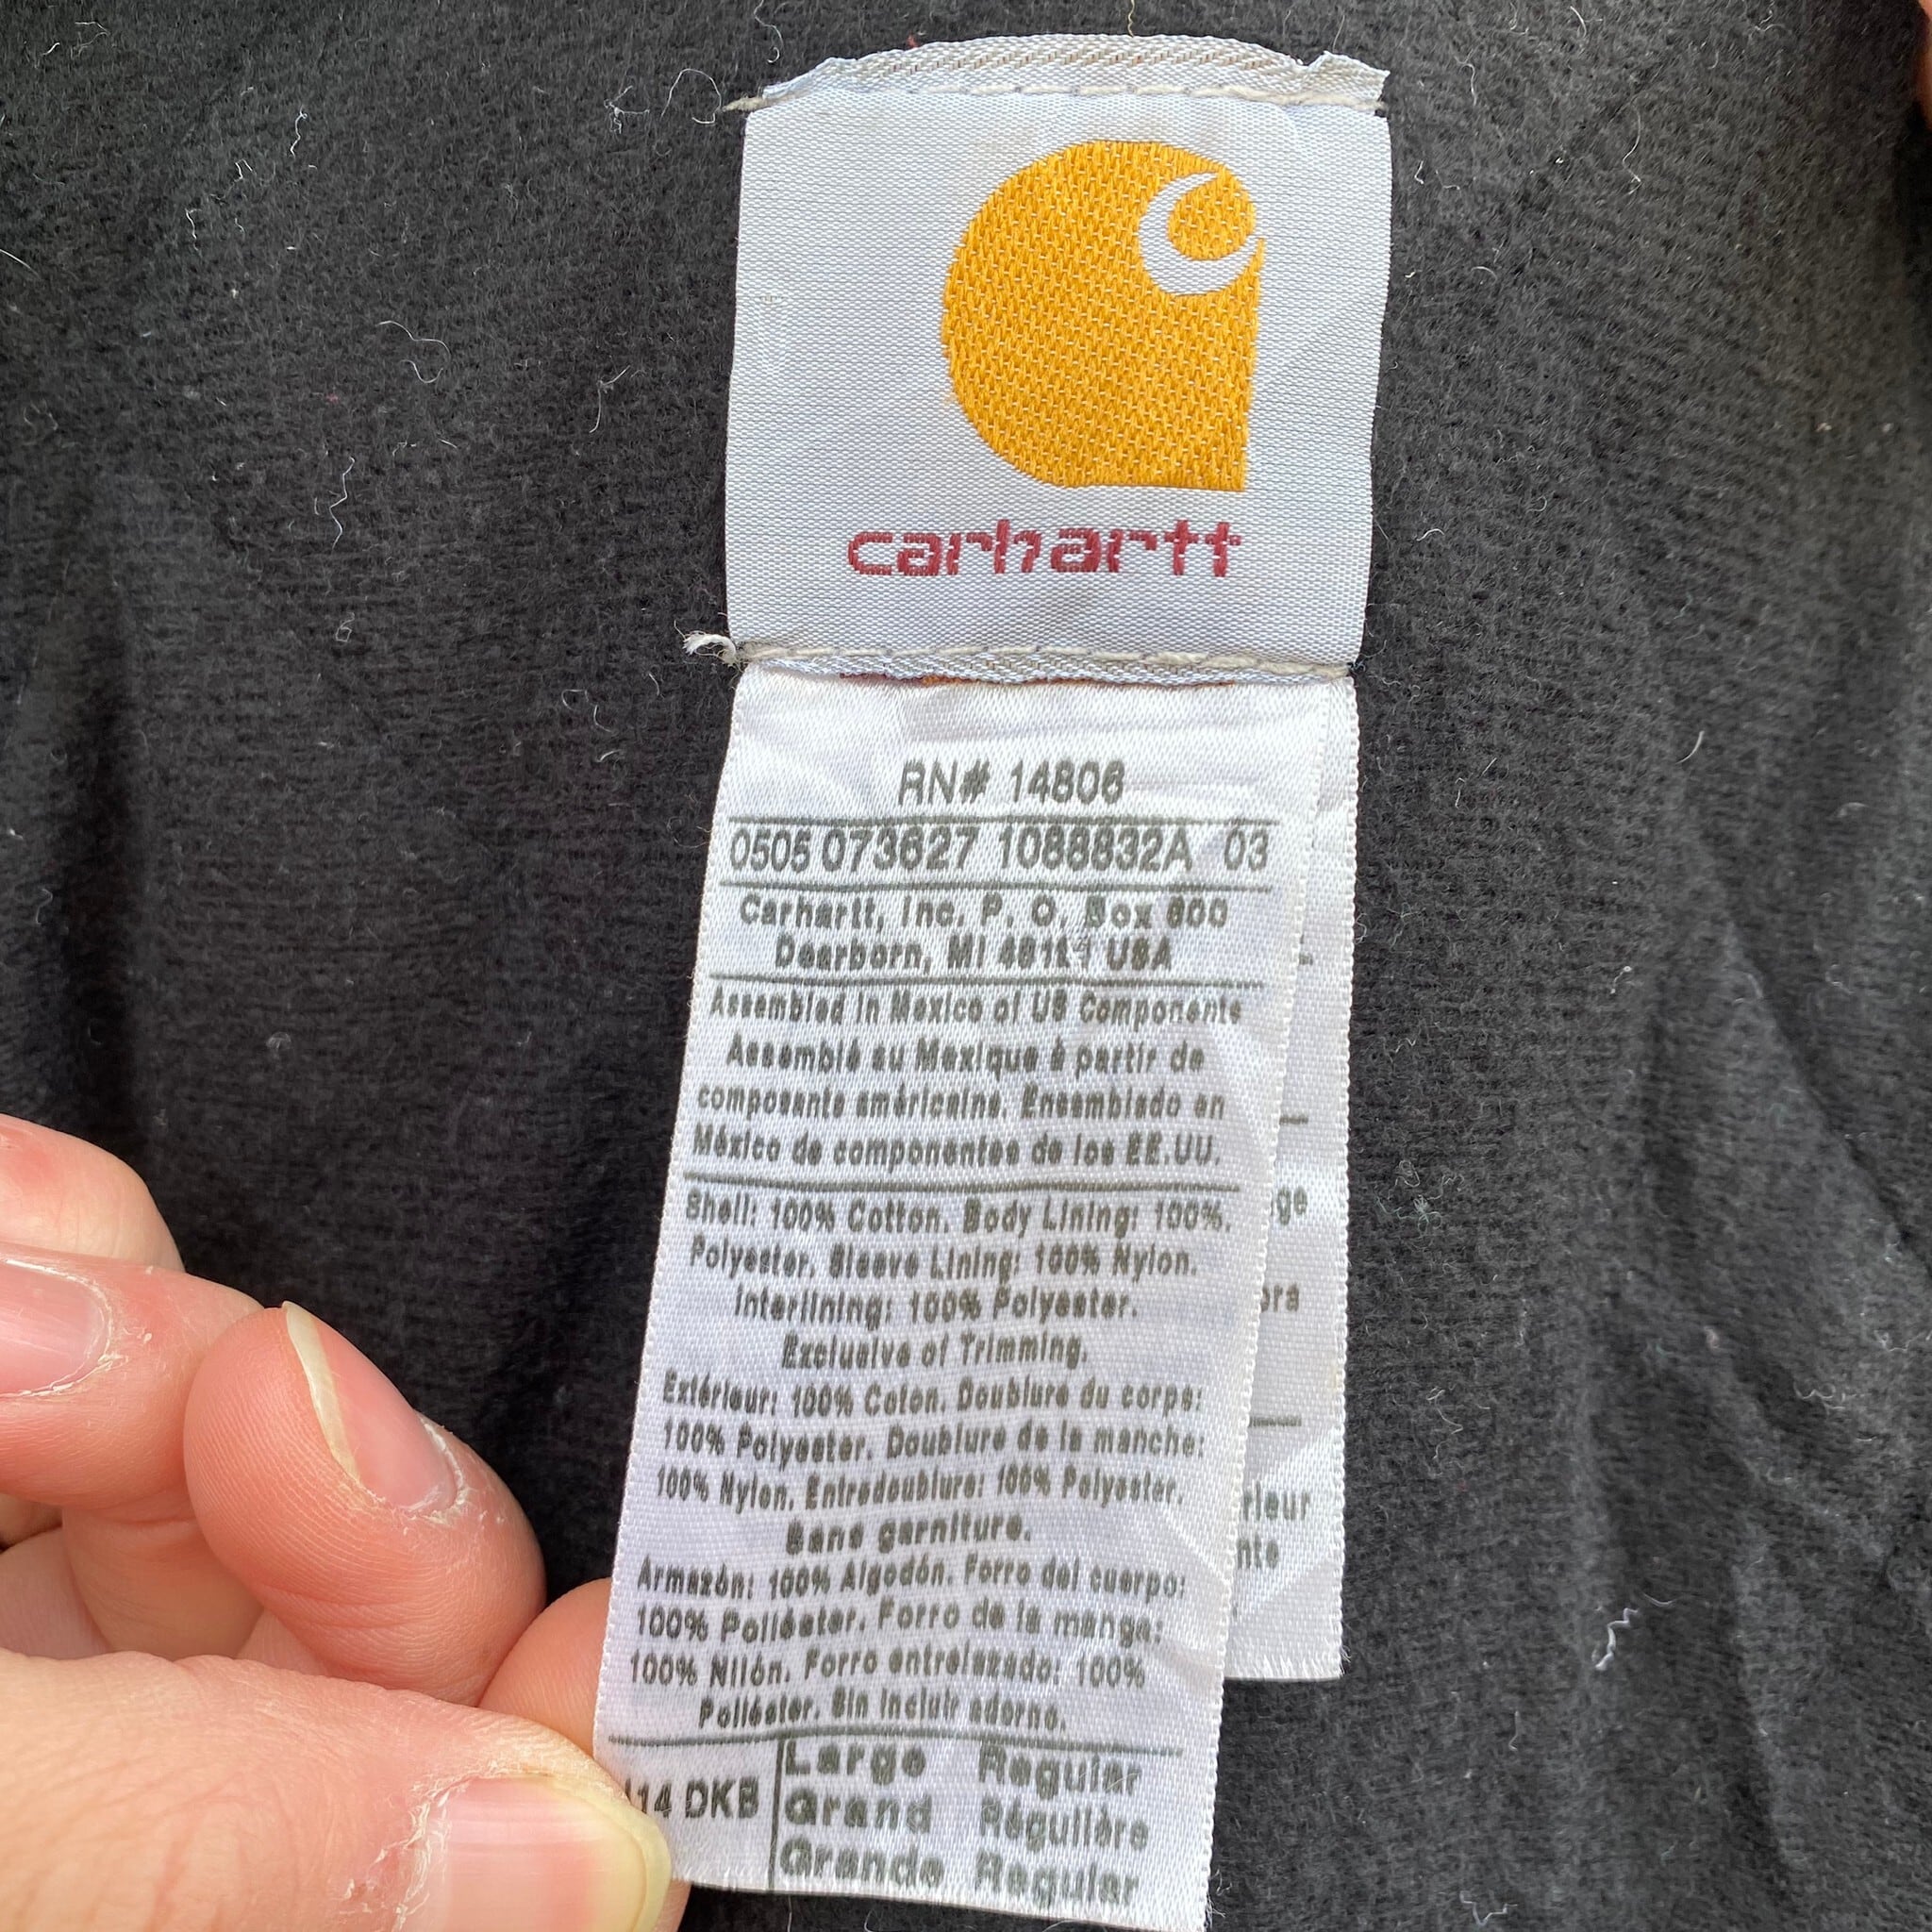 carhartt
RN# 14806
0505 073627 1088832A 03
Carhartt, Inc. P. O. Box 600
Dearborn, MI 48121 USA
Assembled in Mexico of US Components
Assemblé au Mexique à partir de
composants américains. Ensamblado en
México de componentes de los EE.UU.
Shell: 100% Cotton. Body Lining: 100%.
Polyester. Sleeve Lining: 100% Nylon.
Interlining: 100% Polyester.
Exclusive of Trimming.
Extérieur: 100% Coton. Doublure du corps:
100% Polyester. Doublure de la manche:
100% Nylon. Entredoublure: 100% Polyester.
Sans garniture.
Armazón: 100% Algodón. Forro del cuerpo:
100% Poliéster. Forro de la manga:
100% Nilón. Forro entrelazado: 100%
Poliéster. Sin incluir adorno.
14 DKB
Large Regular
Grand Régulière
Grande Regular